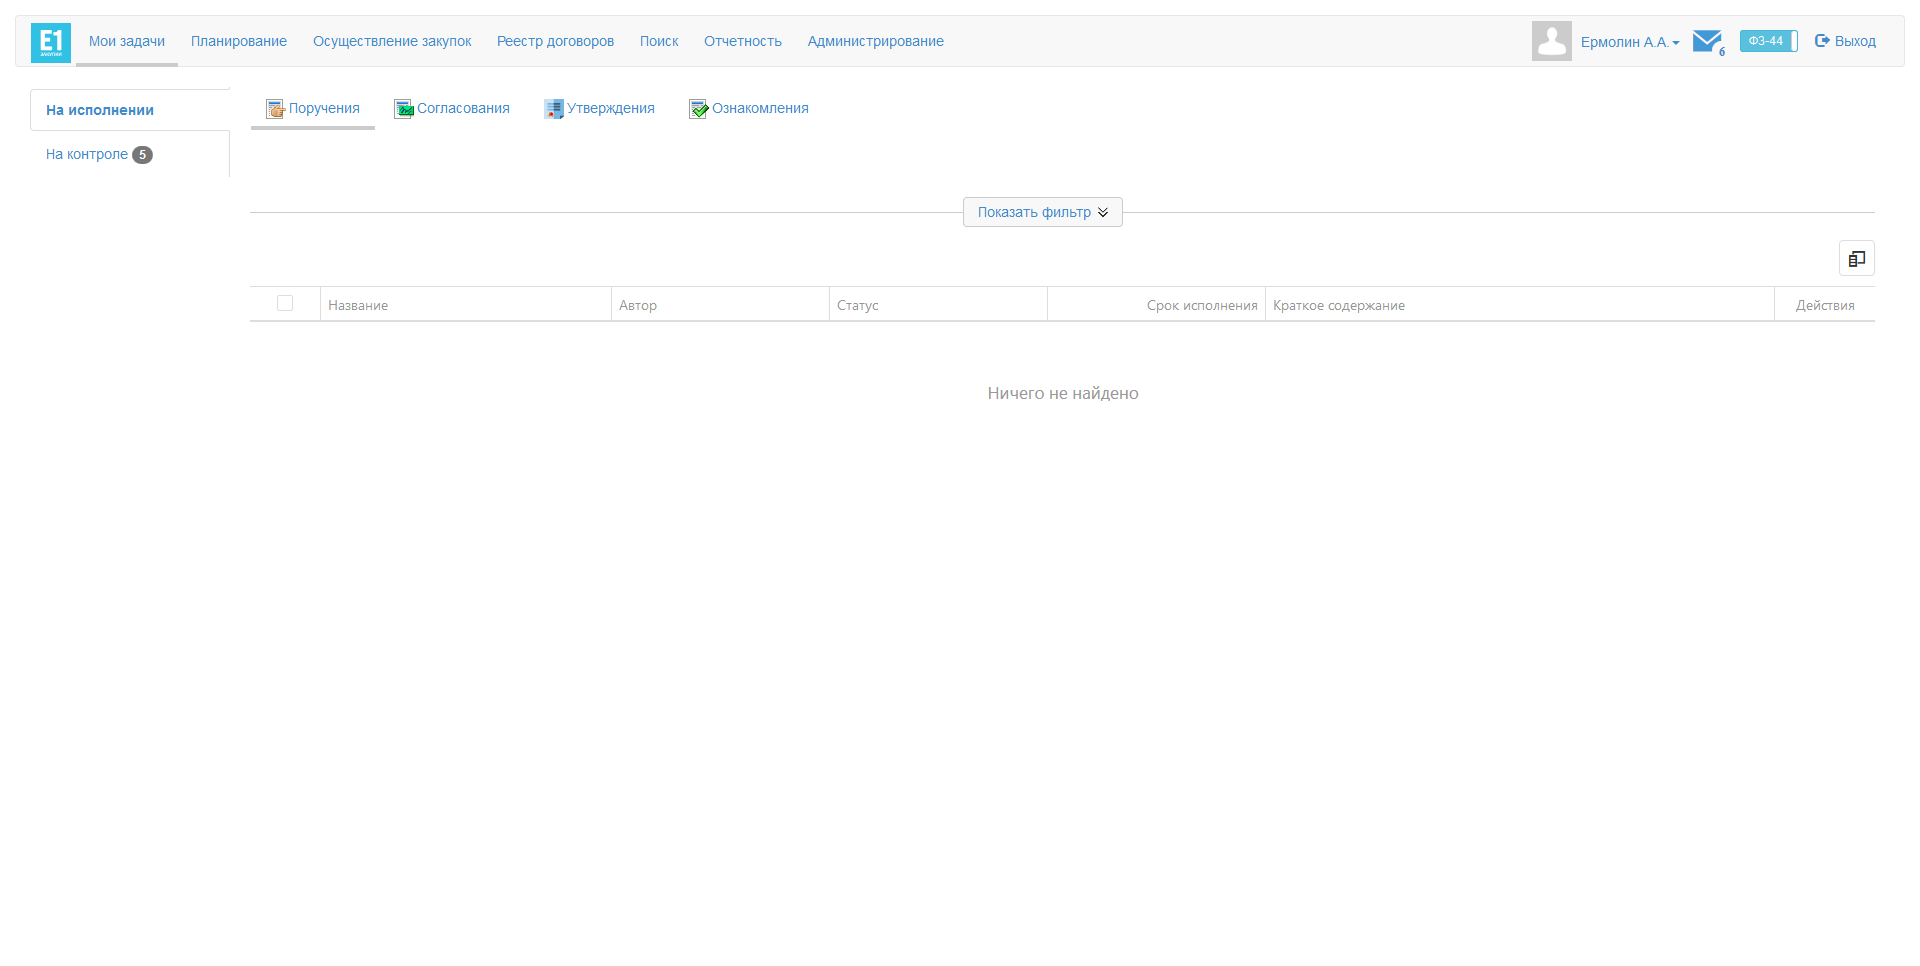 E1 ЗАКУПКИ Мои задачи Планирование Осуществление закупок Реестр договоров Поиск Отчетность Администрирование Ермолин А.А. 6 ФЗ-44 Выход
На исполнении
На контроле 5
Поручения Согласования Утверждения Ознакомления
Показать фильтр
Название Автор Статус Срок исполнения Краткое содержание Действия
Ничего не найдено